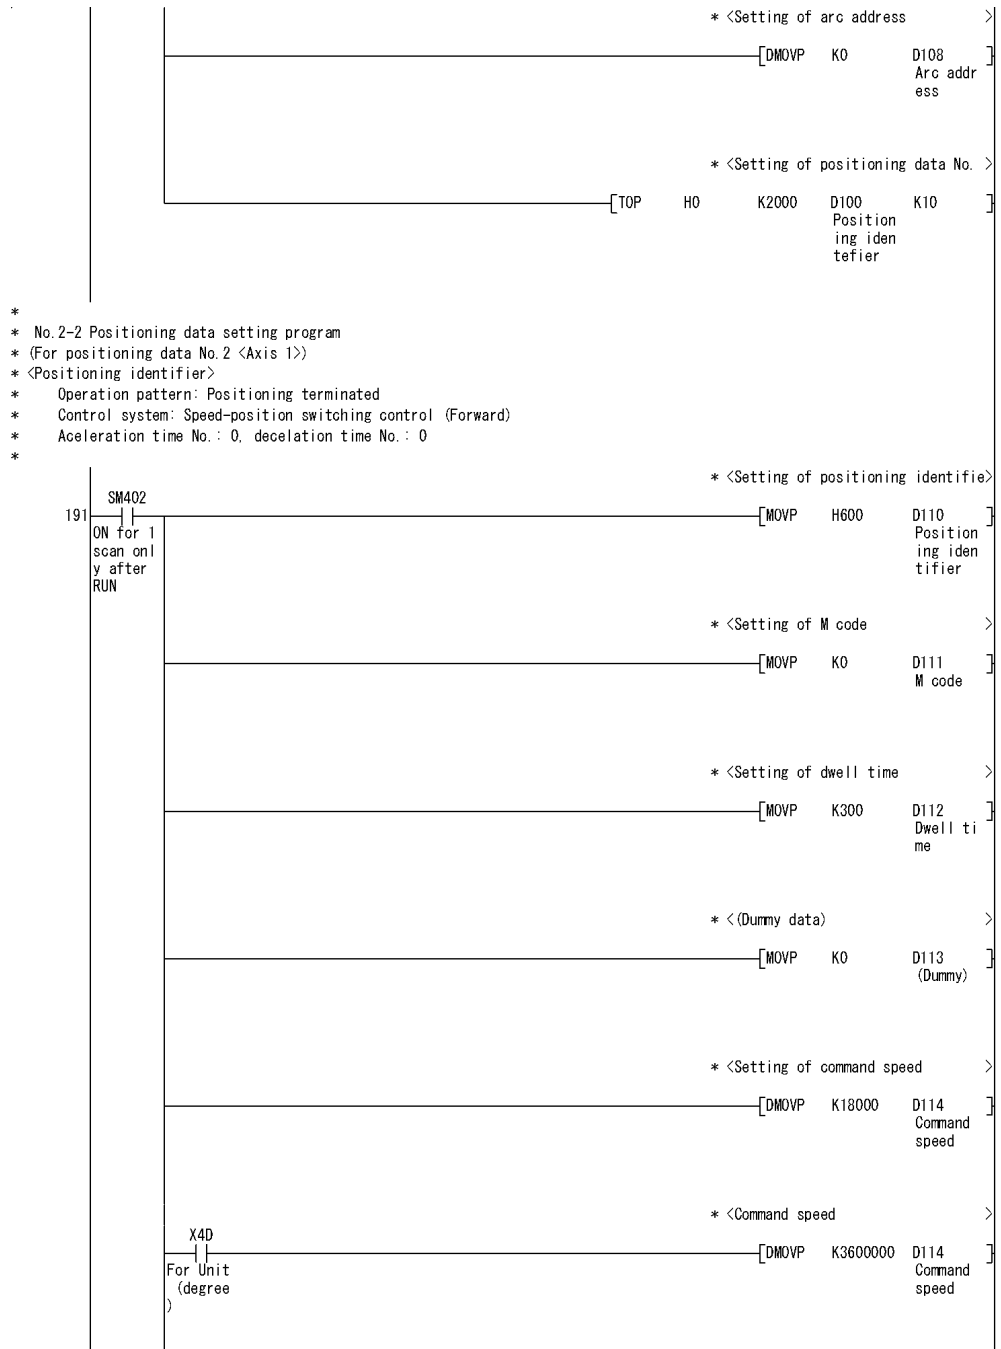 * <Setting of arc address >
[DMOVP K0 D108 ]
Arc addr
ess
* <Setting of positioning data No. >
[TOP H0 K2000 D100 K10 ]
Position
ing iden
tefier
*
* No.2-2 Positioning data setting program
* (For positioning data No.2 <Axis 1>)
* <Positioning identifier>
* Operation pattern: Positioning terminated
* Control system: Speed-position switching control (Forward)
* Aceleration time No.: 0, decelation time No.: 0
*
* <Setting of positioning identifie>
SM402
191 [MOVP H600 D110 ]
ON for 1
scan onl
y after
RUN
Position
ing iden
tifier
* <Setting of M code >
[MOVP K0 D111 ]
M code
* <Setting of dwell time >
[MOVP K300 D112 ]
Dwell ti
me
* <(Dummy data) >
[MOVP K0 D113 ]
(Dummy)
* <Setting of command speed >
[DMOVP K18000 D114 ]
Command
speed
* <Command speed >
X4D
[DMOVP K3600000 D114 ]
For Unit
(degree
)
Command
speed